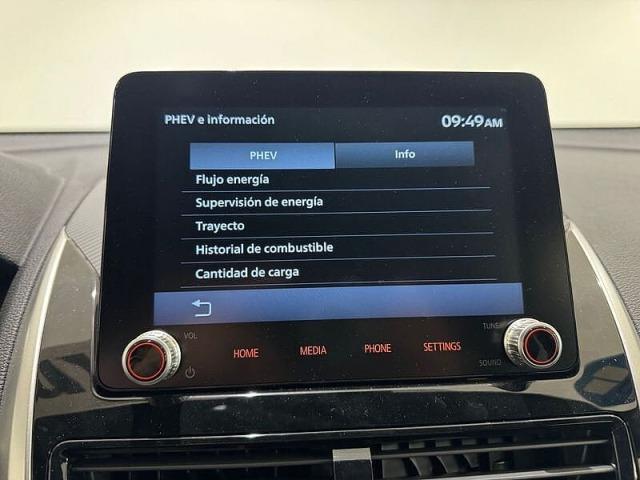 PHEV e información 09:49AM
PHEV Info
Flujo energía
Supervisión de energía
Trayecto
Historial de combustible
Cantidad de carga
VOL TUNE
HOME MEDIA PHONE SETTINGS
SOUND